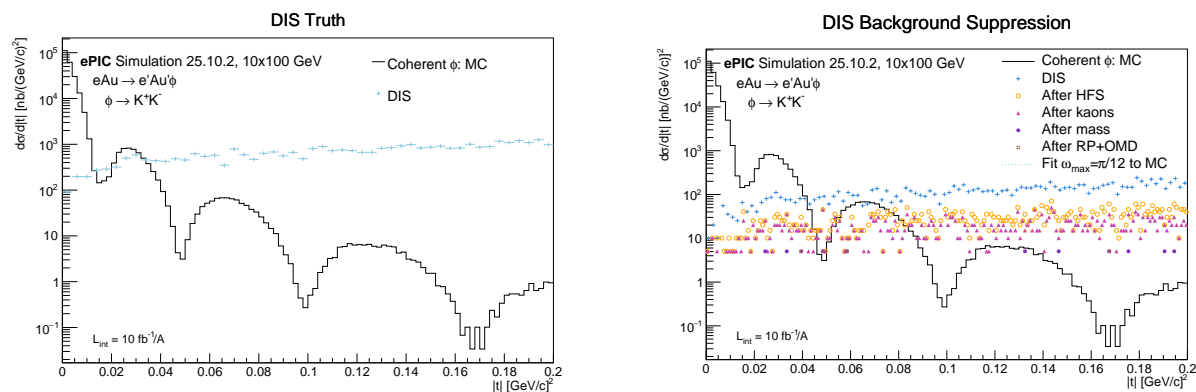 DIS Truth
dσ/d|t| [nb/(GeV/c)²]
10⁵
10⁴
10³
10²
10
1
10⁻¹
ePIC Simulation 25.10.2, 10x100 GeV
eAu → e'Au'ϕ
ϕ → K⁺K⁻
Coherent ϕ: MC
DIS
L_int = 10 fb⁻¹/A
0 0.02 0.04 0.06 0.08 0.1 0.12 0.14 0.16 0.18 0.2
|t| [GeV/c]²
DIS Background Suppression
dσ/d|t| [nb/(GeV/c)]²
10⁵
10⁴
10³
10²
10
1
10⁻¹
ePIC Simulation 25.10.2, 10x100 GeV
eAu → e'Au'ϕ
ϕ → K⁺K⁻
Coherent ϕ: MC
DIS
After HFS
After kaons
After mass
After RP+OMD
Fit ω_max=π/12 to MC
L_int = 10 fb⁻¹/A
0 0.02 0.04 0.06 0.08 0.1 0.12 0.14 0.16 0.18 0.2
|t| [GeV/c]²